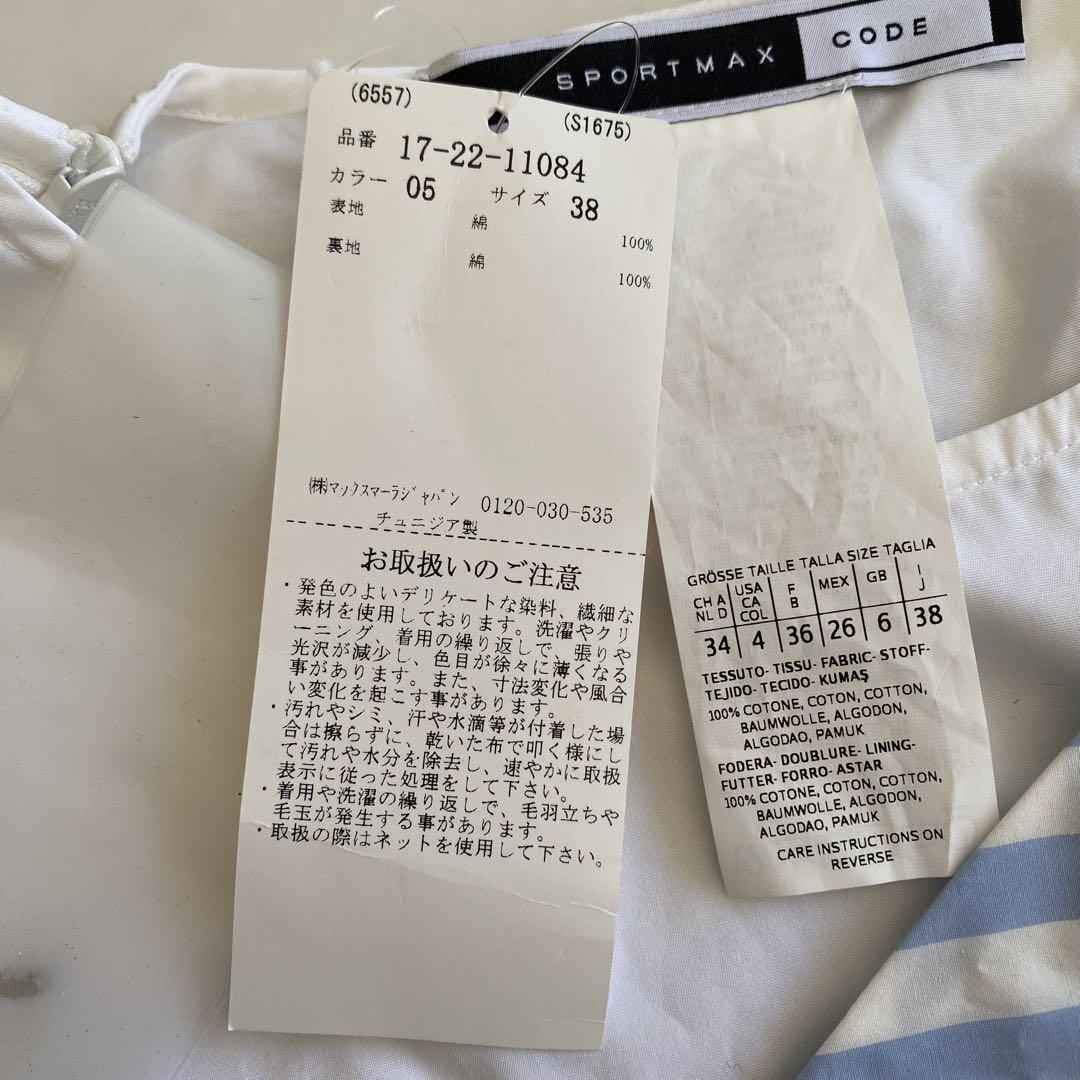 SPORTMAX CODE
(6557)
(S1675)
品番 17-22-11084
カラー 05 サイズ 38
表地 綿 100%
裏地 綿 100%
㈱マックスマーラジャパン 0120-030-535
チュニジア製
お取扱いのご注意
・発色のよいデリケートな染料、繊細な
素材を使用しております。洗濯やクリ
ーニング、着用の繰り返しで、張りや
光沢が減少し、色目が徐々に薄くなる
事があります。また、寸法変化や風合
い変化を起こす事があります。
・汚れやシミ、汗や水滴等が付着した場
合は擦らずに、乾いた布で叩く様にし
て汚れや水分を除去し、速やかに取扱
表示に従った処理をして下さい。
・着用や洗濯の繰り返しで、毛羽立ちや
毛玉が発生する事があります。
・取扱の際はネットを使用して下さい。
GRÖSSE TAILLE TALLA SIZE TAGLIA
CH A NL D USA CA COL F B MEX GB I J
34 4 36 26 6 38
TESSUTO- TISSU- FABRIC- STOFF-
TEJIDO- TECIDO- KUMAŞ
100% COTONE, COTON, COTTON,
BAUMWOLLE, ALGODON,
ALGODAO, PAMUK
FODERA- DOUBLURE- LINING-
FUTTER- FORRO- ASTAR
100% COTONE, COTON, COTTON,
BAUMWOLLE, ALGODON,
ALGODAO, PAMUK
CARE INSTRUCTIONS ON
REVERSE